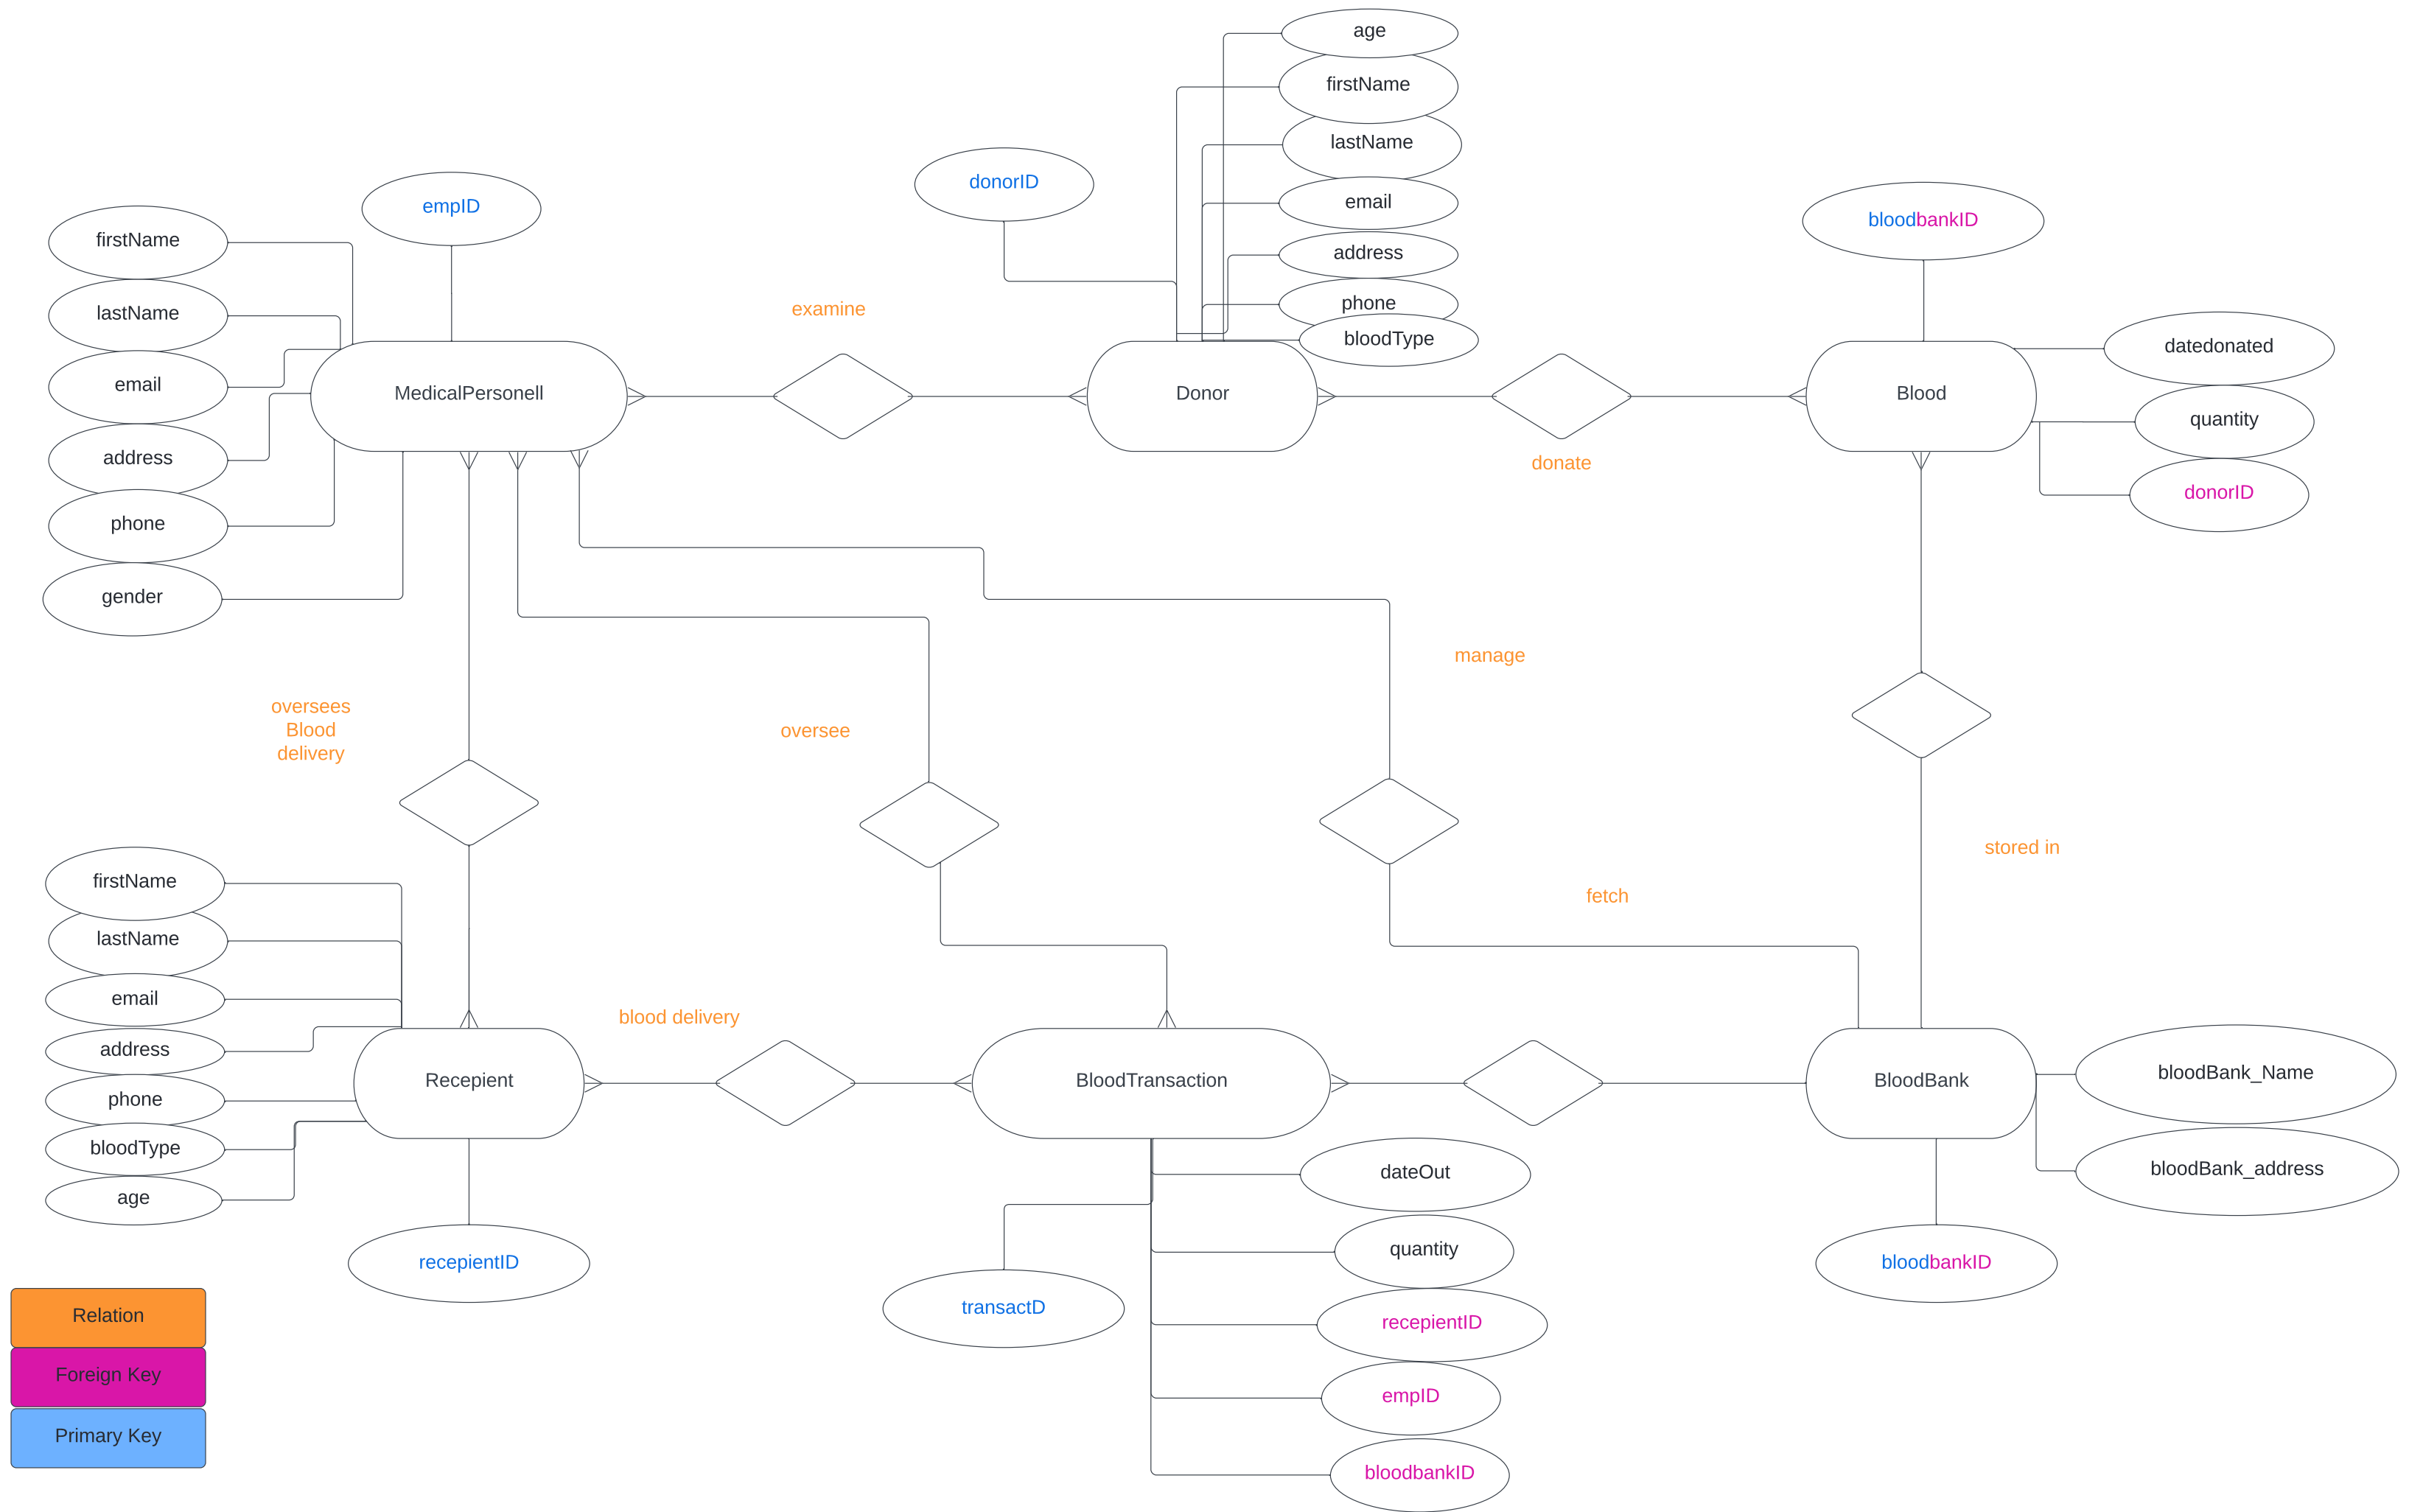 age
firstName
lastName
donorID
email
address
phone
bloodType
empID
firstName
lastName
email
address
phone
gender
bloodbankID
datedonated
quantity
donorID
examine
MedicalPersonell
Donor
Blood
donate
manage
oversees
Blood
delivery
oversee
stored in
fetch
firstName
lastName
email
address
phone
bloodType
age
blood delivery
Recepient
BloodTransaction
BloodBank
bloodBank_Name
bloodBank_address
recepientID
transactD
dateOut
quantity
recepientID
empID
bloodbankID
bloodbankID
Relation
Foreign Key
Primary Key